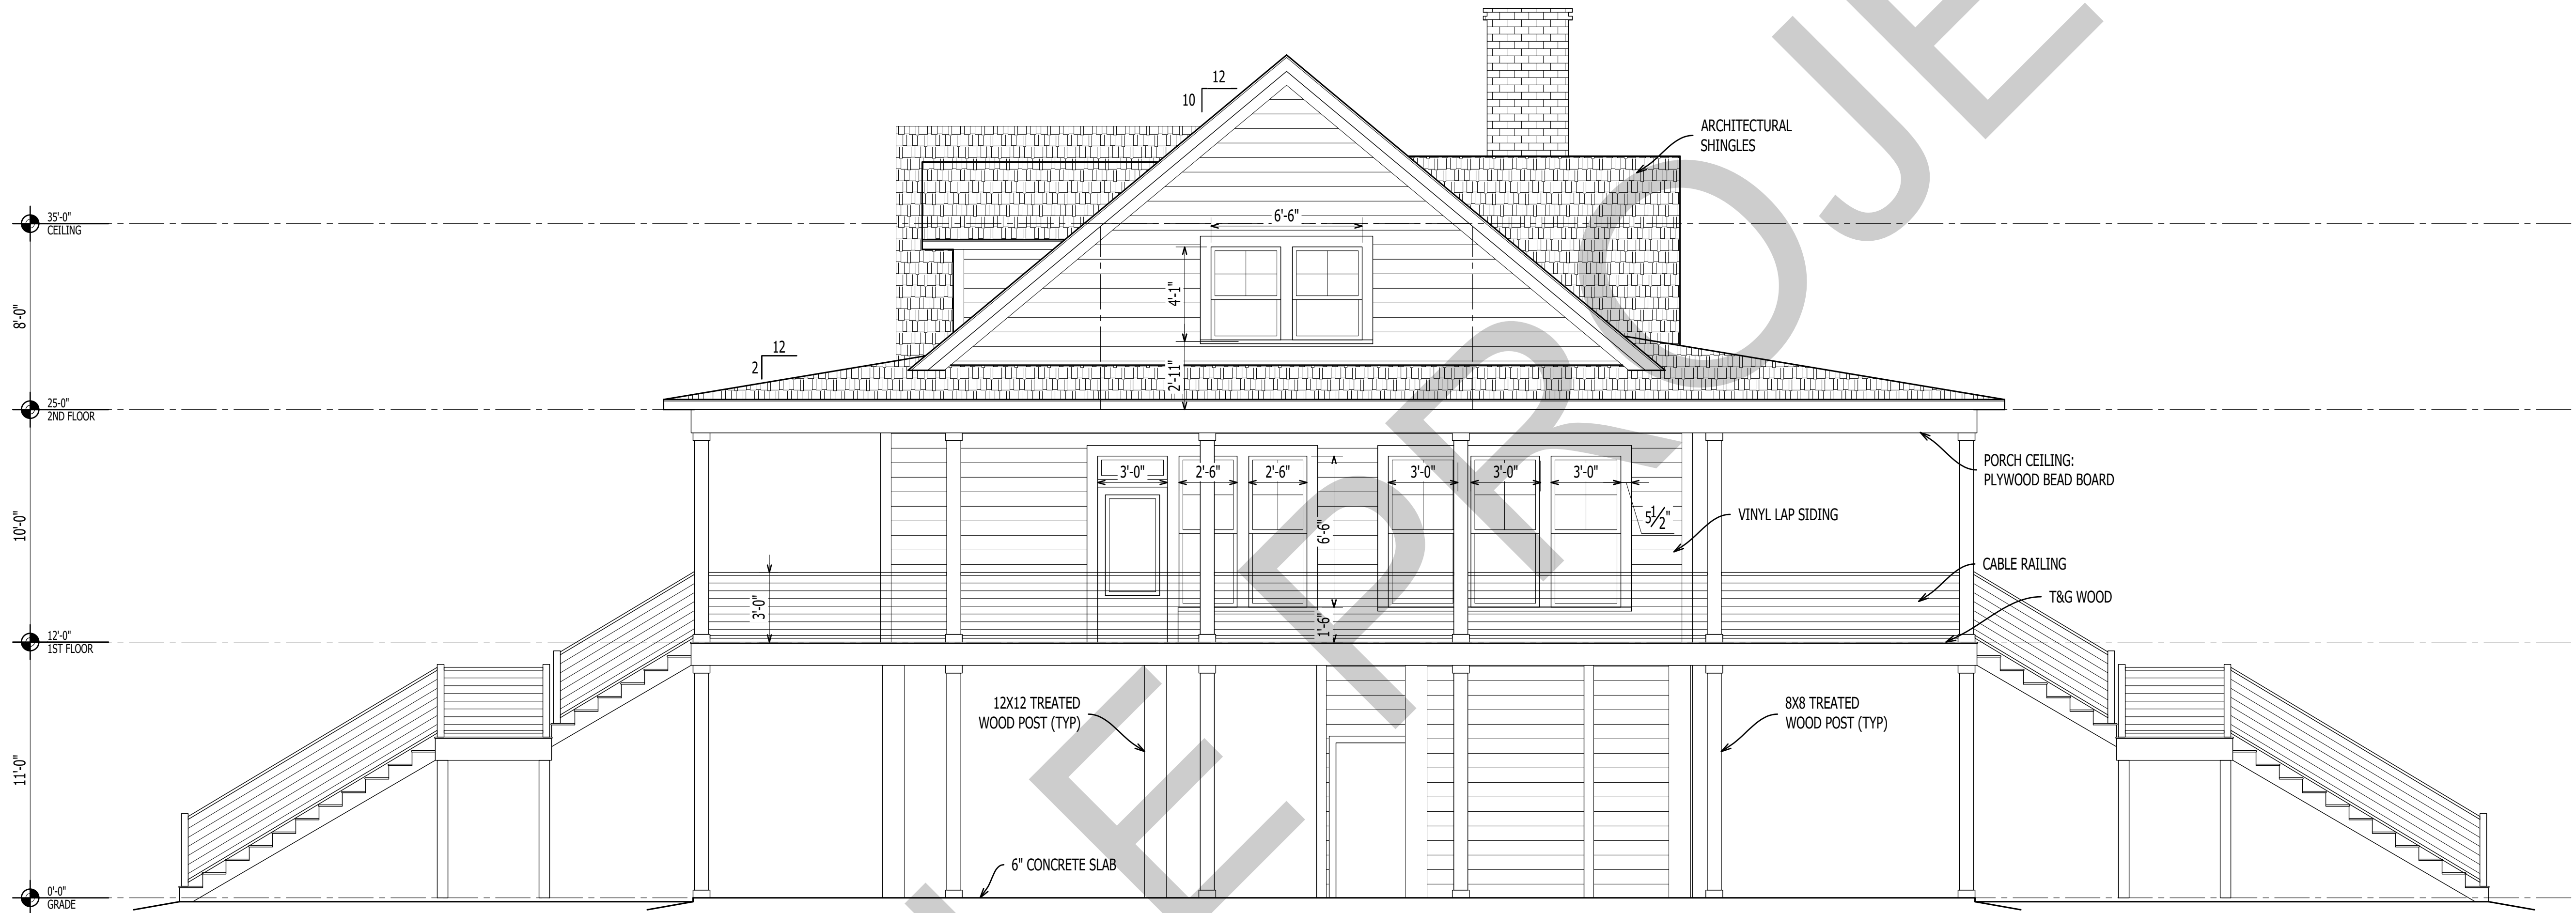 12
10
ARCHITECTURAL
SHINGLES
35'-0"
CEILING
6'-6"
8'-0"
4'-1"
12
2
2'-11"
25-0"
2ND FLOOR
PORCH CEILING:
PLYWOOD BEAD BOARD
3'-0"
2'-6"
2'-6"
3'-0"
3'-0"
3'-0"
5 1/2"
VINYL LAP SIDING
10'-0"
6'-6"
CABLE RAILING
T&G WOOD
3'-0"
1'-6"
12'-0"
1ST FLOOR
12X12 TREATED
WOOD POST (TYP)
8X8 TREATED
WOOD POST (TYP)
11'-0"
6" CONCRETE SLAB
0'-0"
GRADE
E PROJE